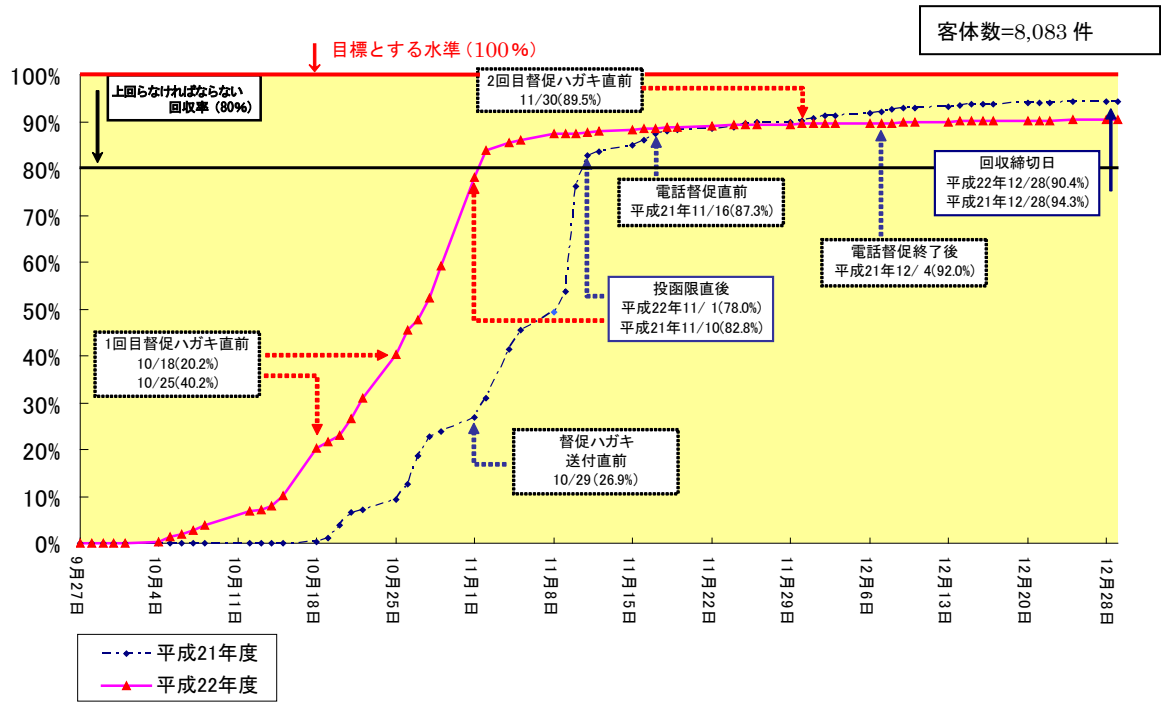 客体数=8,083 件
目標とする水準（100％）
100%
90%
80%
70%
60%
50%
40%
30%
20%
10%
0%
上回らなければならない
回収率（80％）
2回目督促ハガキ直前
11/30(89.5%)
電話督促直前
平成21年11/16(87.3%)
回収締切日
平成22年12/28(90.4%)
平成21年12/28(94.3%)
電話督促終了後
平成21年12/ 4(92.0%)
投函限直後
平成22年11/ 1(78.0%)
平成21年11/10(82.8%)
1回目督促ハガキ直前
10/18(20.2%)
10/25(40.2%)
督促ハガキ
送付直前
10/29(26.9%)
9月27日
10月4日
10月11日
10月18日
10月25日
11月1日
11月8日
11月15日
11月22日
11月29日
12月6日
12月13日
12月20日
12月28日
平成21年度
平成22年度